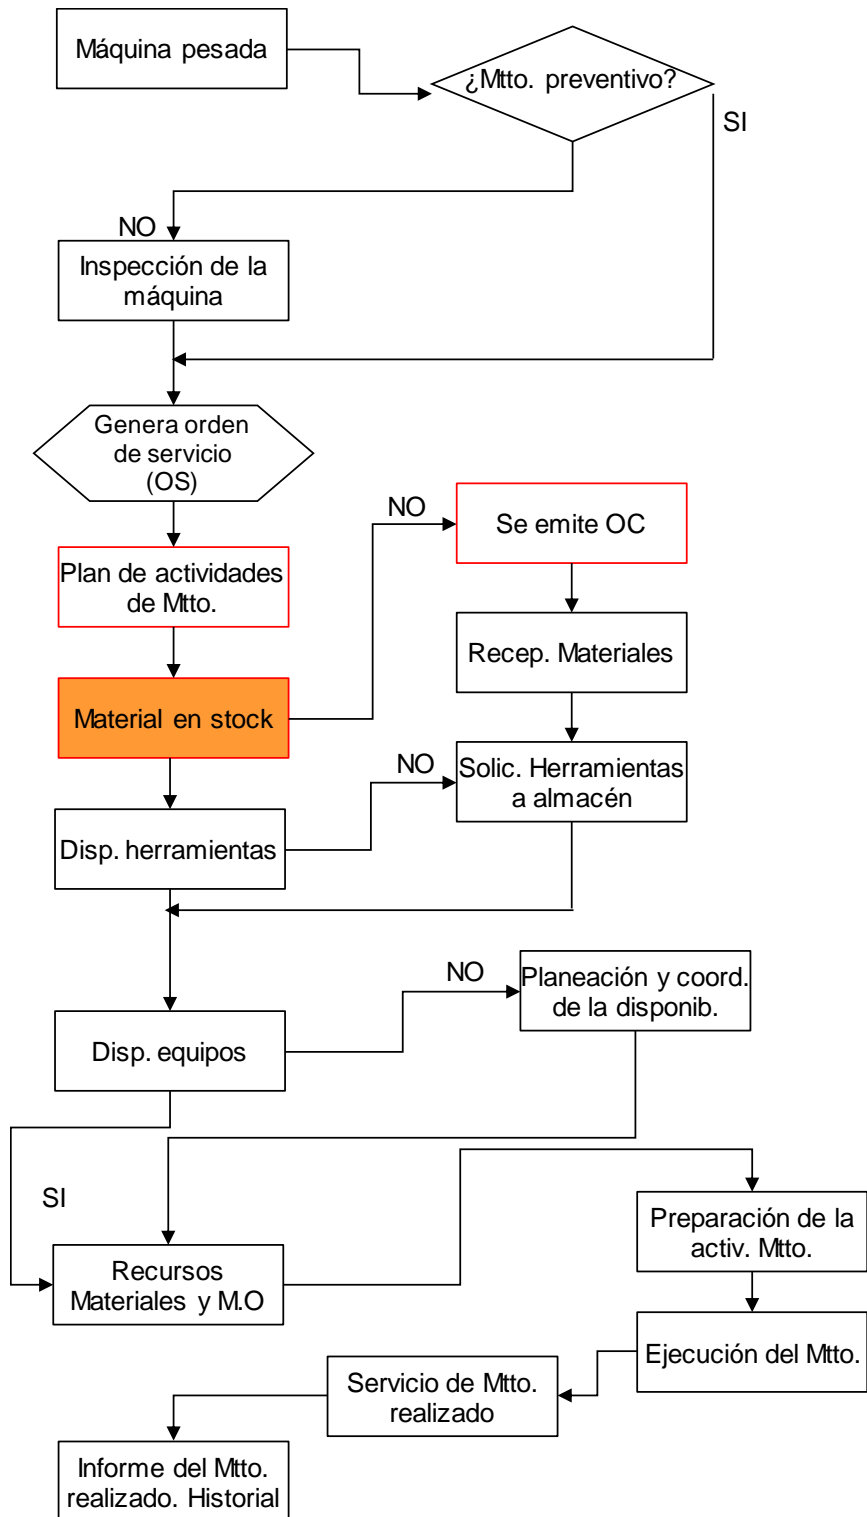 Máquina pesada
¿Mtto. preventivo?
SI
NO
Inspección de la
máquina
Genera orden
de servicio
(OS)
NO
Se emite OC
Plan de actividades
de Mtto.
Recep. Materiales
Material en stock
NO
Solic. Herramientas
a almacén
Disp. herramientas
NO
Planeación y coord.
de la disponib.
Disp. equipos
SI
Preparación de la
activ. Mtto.
Recursos
Materiales y M.O
Ejecución del Mtto.
Servicio de Mtto.
realizado
Informe del Mtto.
realizado. Historial